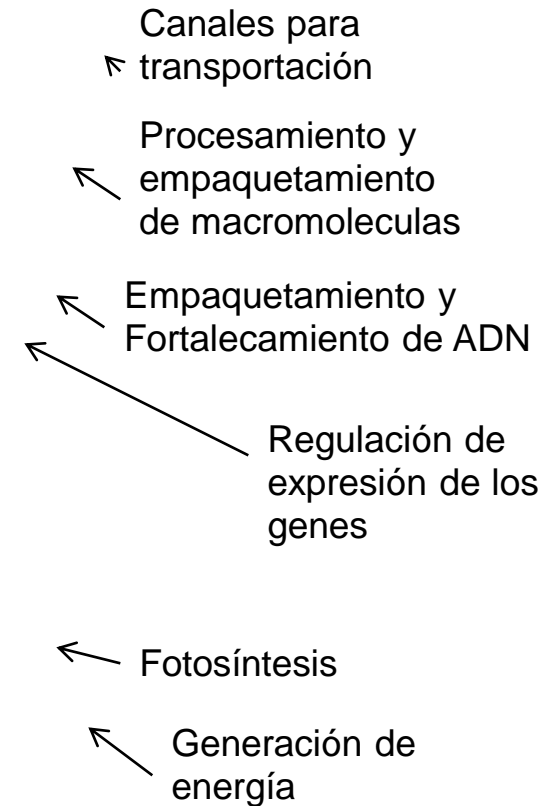 Canales para
transportación
Procesamiento y
empaquetamiento
de macromoleculas
Empaquetamiento y
Fortalecamiento de ADN
Regulación de
expresión de los
genes
Fotosíntesis
Generación de
energía